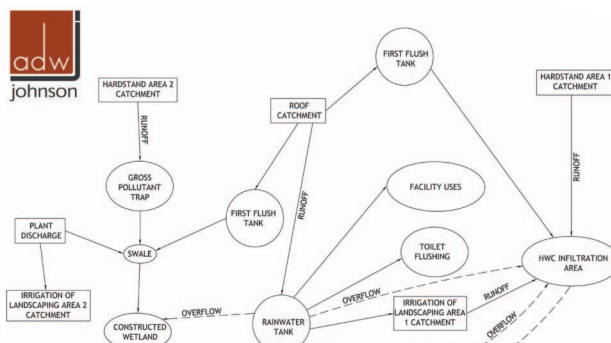 adw
johnson
HARDSTAND AREA 2
CATCHMENT
RUNOFF
GROSS
POLLUTANT
TRAP
PLANT
DISCHARGE
SWALE
IRRIGATION OF
LANDSCAPING AREA 2
CATCHMENT
CONSTRUCTED
WETLAND
FIRST FLUSH
TANK
ROOF
CATCHMENT
RUNOFF
FIRST FLUSH
TANK
OVERFLOW
RAINWATER
TANK
FACILITY USES
TOILET
FLUSHING
OVERFLOW
IRRIGATION OF
LANDSCAPING AREA
1 CATCHMENT
RUNOFF
HARDSTAND AREA 1
CATCHMENT
RUNOFF
HWC INFILTRATION
AREA
OVERFLOW